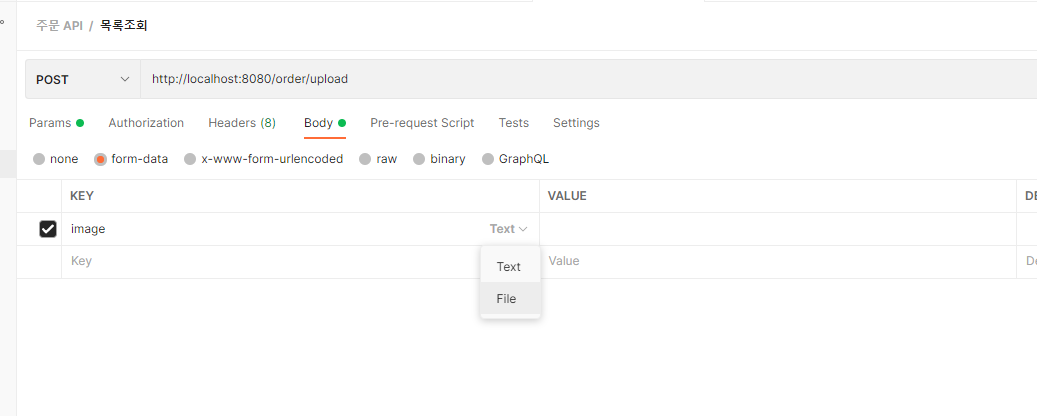 주문 API / 목록조회
POST http://localhost:8080/order/upload
Params Authorization Headers (8) Body Pre-request Script Tests Settings
none form-data x-www-form-urlencoded raw binary GraphQL
KEY VALUE DE
image Text
Key Value De
Text
File